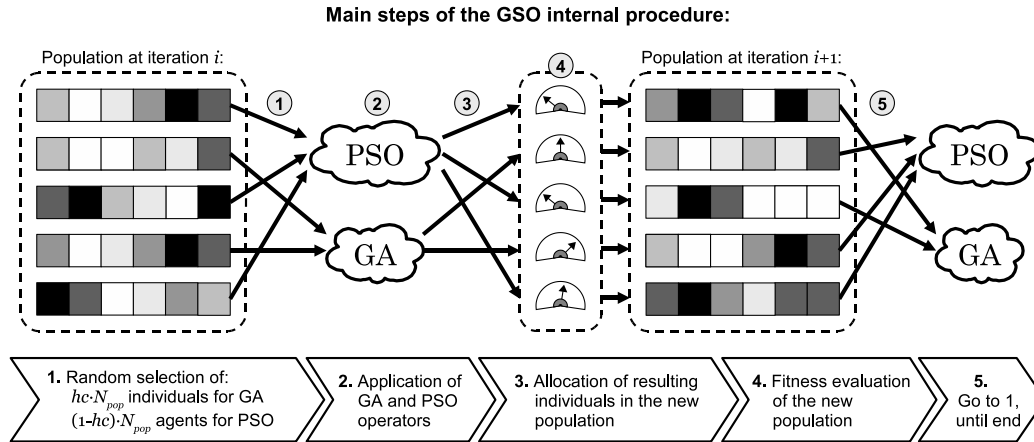 Main steps of the GSO internal procedure:
Population at iteration i:
Population at iteration i+1:
1
2
3
4
5
PSO
GA
PSO
GA
1. Random selection of:
hc·N_pop individuals for GA
(1-hc)·N_pop agents for PSO
2. Application of
GA and PSO
operators
3. Allocation of resulting
individuals in the new
population
4. Fitness evaluation
of the new
population
5.
Go to 1,
until end